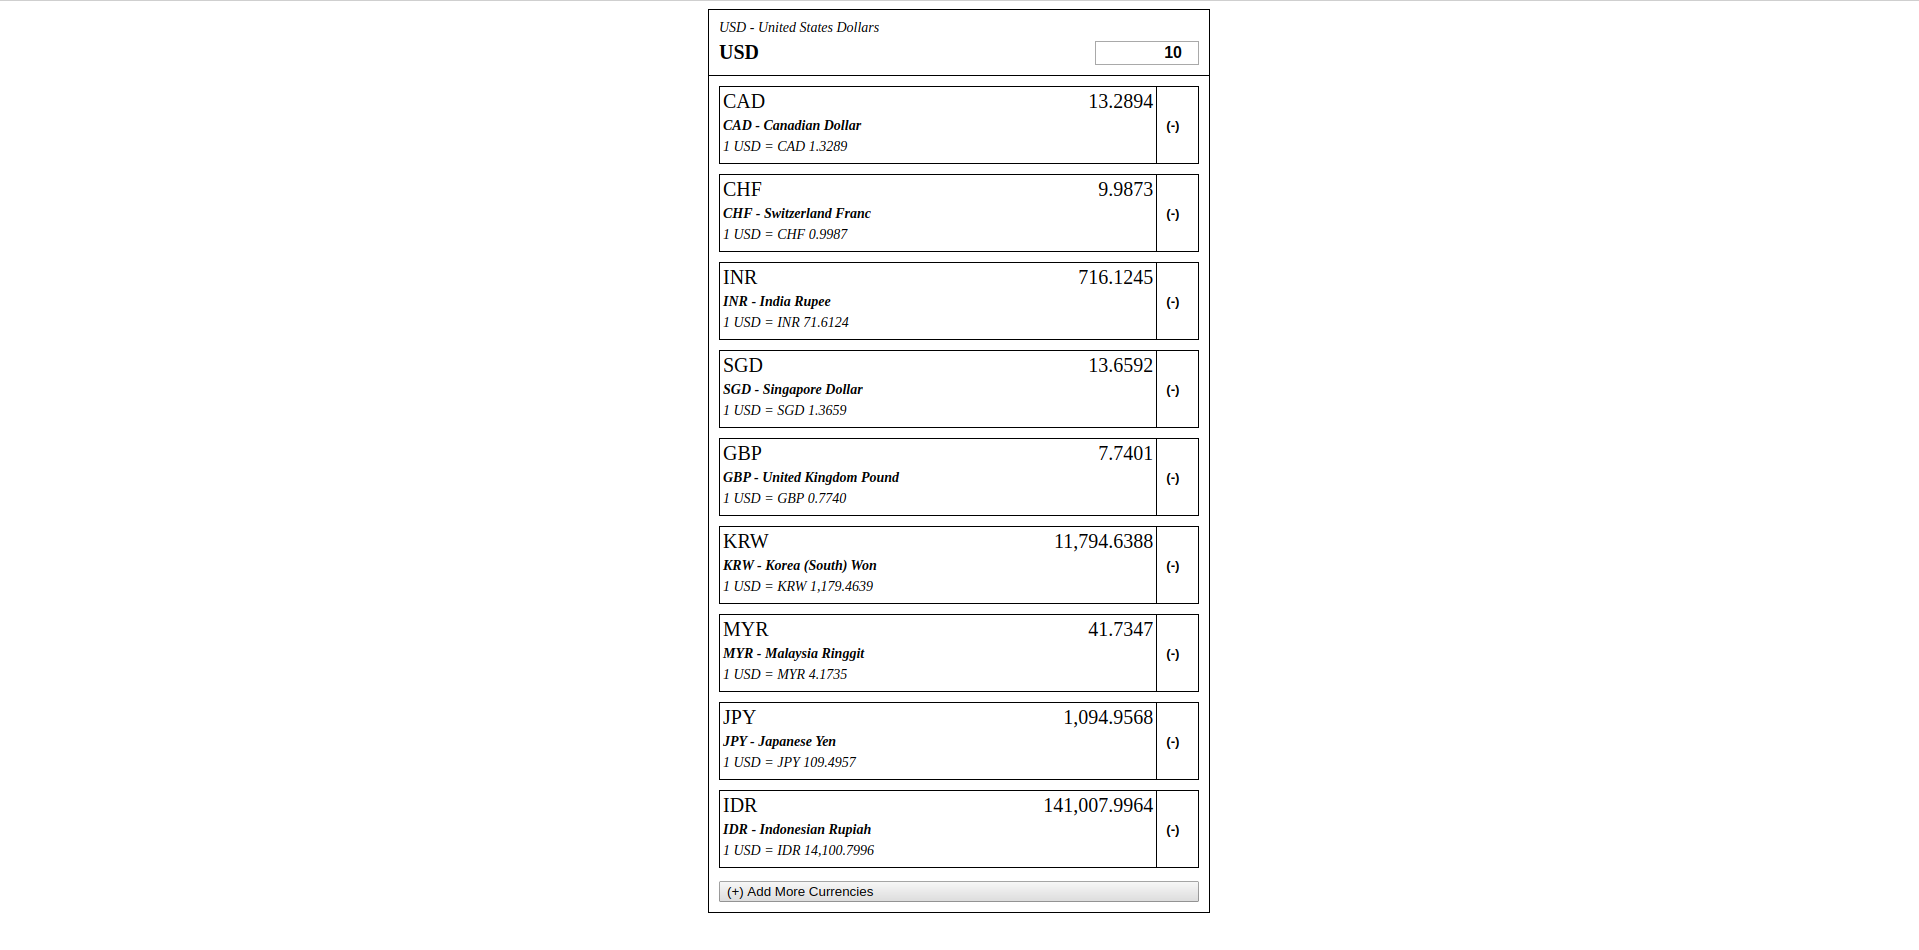 USD - United States Dollars
USD 10
CAD 13.2894
CAD - Canadian Dollar
(-)
1 USD = CAD 1.3289
CHF 9.9873
CHF - Switzerland Franc
(-)
1 USD = CHF 0.9987
INR 716.1245
INR - India Rupee
(-)
1 USD = INR 71.6124
SGD 13.6592
SGD - Singapore Dollar
(-)
1 USD = SGD 1.3659
GBP 7.7401
GBP - United Kingdom Pound
(-)
1 USD = GBP 0.7740
KRW 11,794.6388
KRW - Korea (South) Won
(-)
1 USD = KRW 1,179.4639
MYR 41.7347
MYR - Malaysia Ringgit
(-)
1 USD = MYR 4.1735
JPY 1,094.9568
JPY - Japanese Yen
(-)
1 USD = JPY 109.4957
IDR 141,007.9964
IDR - Indonesian Rupiah
(-)
1 USD = IDR 14,100.7996
(+) Add More Currencies